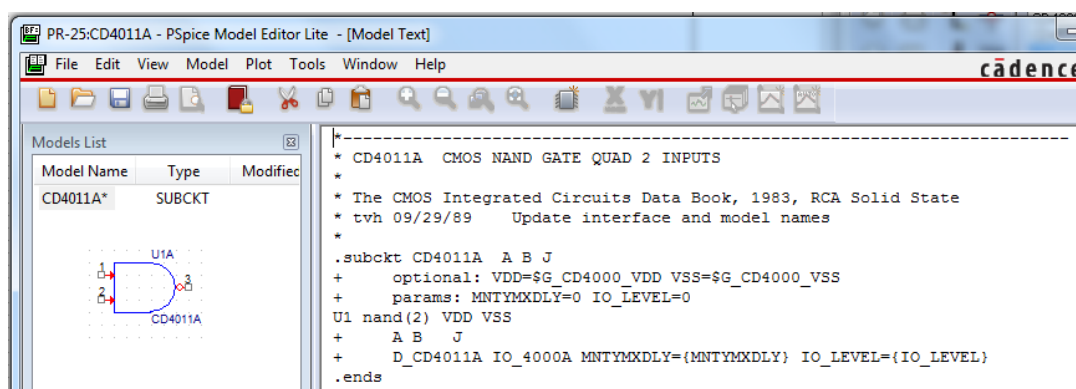 PR-25:CD4011A - PSpice Model Editor Lite - [Model Text]
File Edit View Model Plot Tools Window Help
cādence
Models List
Model Name Type Modified
CD4011A* SUBCKT
U1A
1
2
3
CD4011A
*--------------------------------------------------------------------------
* CD4011A  CMOS NAND GATE QUAD 2 INPUTS
*
* The CMOS Integrated Circuits Data Book, 1983, RCA Solid State
* tvh 09/29/89    Update interface and model names
*
.subckt CD4011A  A B J
+     optional: VDD=$G_CD4000_VDD VSS=$G_CD4000_VSS
+     params: MNTYMXDLY=0 IO_LEVEL=0
U1 nand(2) VDD VSS
+     A B   J
+     D_CD4011A IO_4000A MNTYMXDLY={MNTYMXDLY} IO_LEVEL={IO_LEVEL}
.ends